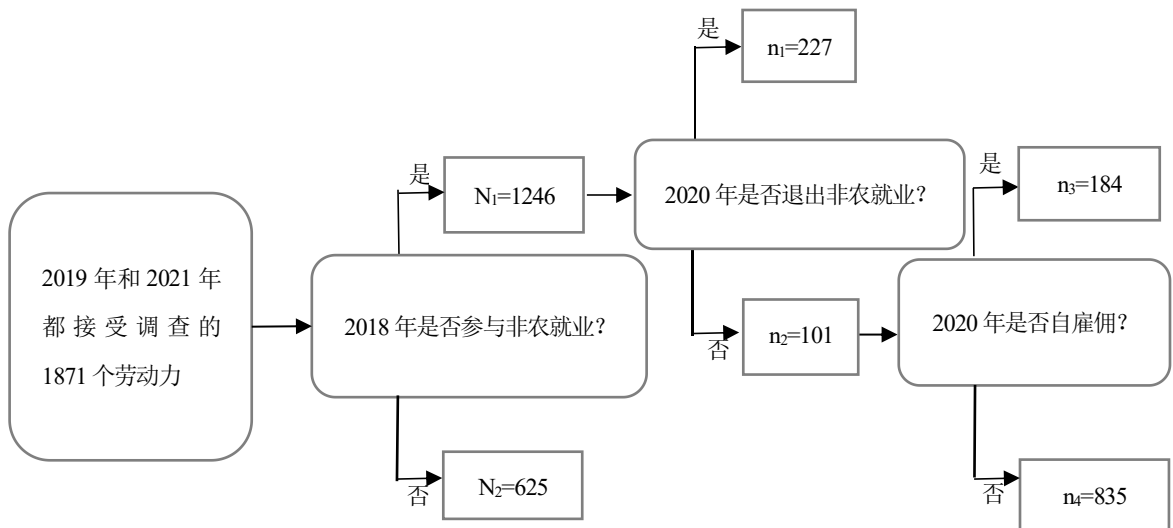 是
n₁=227
是
N₁=1246
2020 年是否退出非农就业？
是
n₃=184
2019 年和 2021 年
都接受调查的
1871 个劳动力
2018 年是否参与非农就业？
否
n₂=101
2020 年是否自雇佣？
否
N₂=625
否
n₄=835